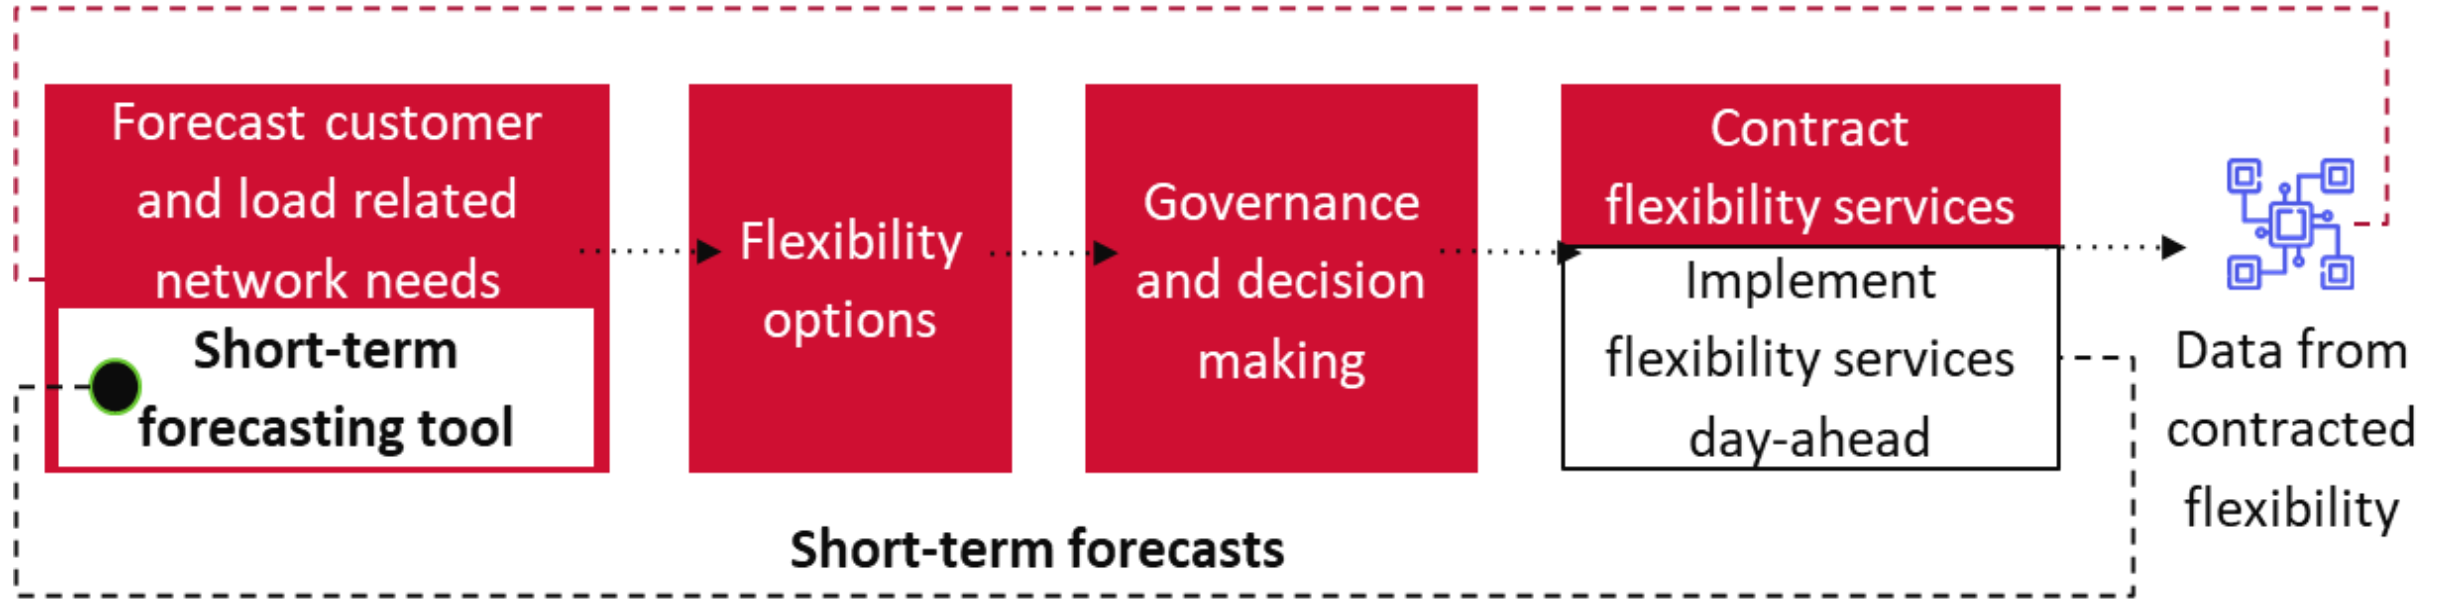 Forecast customer
and load related
network needs
Short-term
forecasting tool
Flexibility
options
Governance
and decision
making
Contract
flexibility services
Implement
flexibility services
day-ahead
Data from
contracted
flexibility
Short-term forecasts